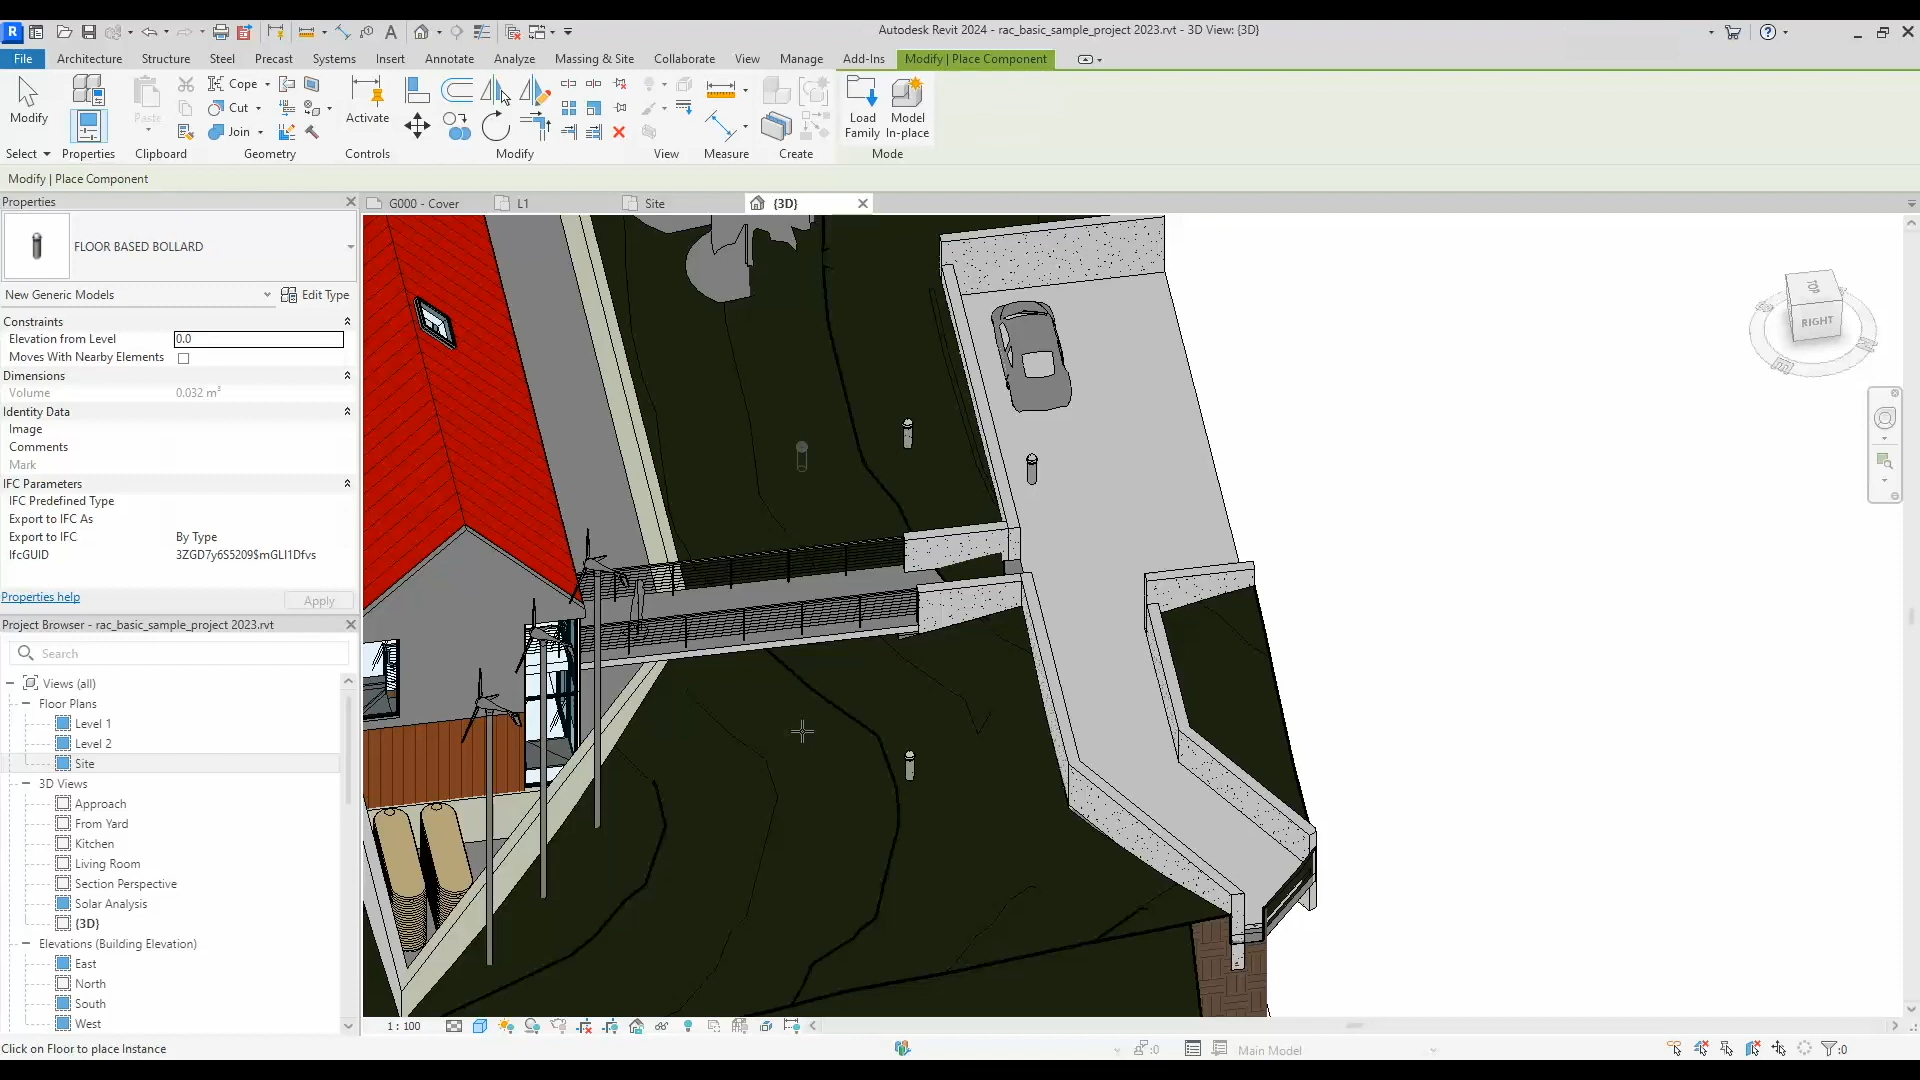 Autodesk Revit 2024 - rac_basic_sample_project 2023.rvt - 3D View: {3D}
File Architecture Structure Steel Precast Systems Insert Annotate Analyze Massing & Site Collaborate View Manage Add-Ins Modify | Place Component
Modify
Paste
Cope
Cut
Join
Activate
Load Family
Model In-place
Select Properties Clipboard Geometry Controls Modify View Measure Create Mode
Modify | Place Component
Properties
G000 - Cover L1 Site {3D}
FLOOR BASED BOLLARD
New Generic Models Edit Type
Constraints
Elevation from Level 0.0
Moves With Nearby Elements
Dimensions
Volume 0.032 m³
Identity Data
Image
Comments
Mark
IFC Parameters
IFC Predefined Type
Export to IFC As
Export to IFC By Type
IfcGUID 3ZGD7y6S5209$mGLI1Dfvs
Properties help Apply
Project Browser - rac_basic_sample_project 2023.rvt
Search
Views (all)
Floor Plans
Level 1
Level 2
Site
3D Views
Approach
From Yard
Kitchen
Living Room
Section Perspective
Solar Analysis
{3D}
Elevations (Building Elevation)
East
North
South
West
TOP
RIGHT
1 : 100
Click on Floor to place Instance
:0
Main Model
:0